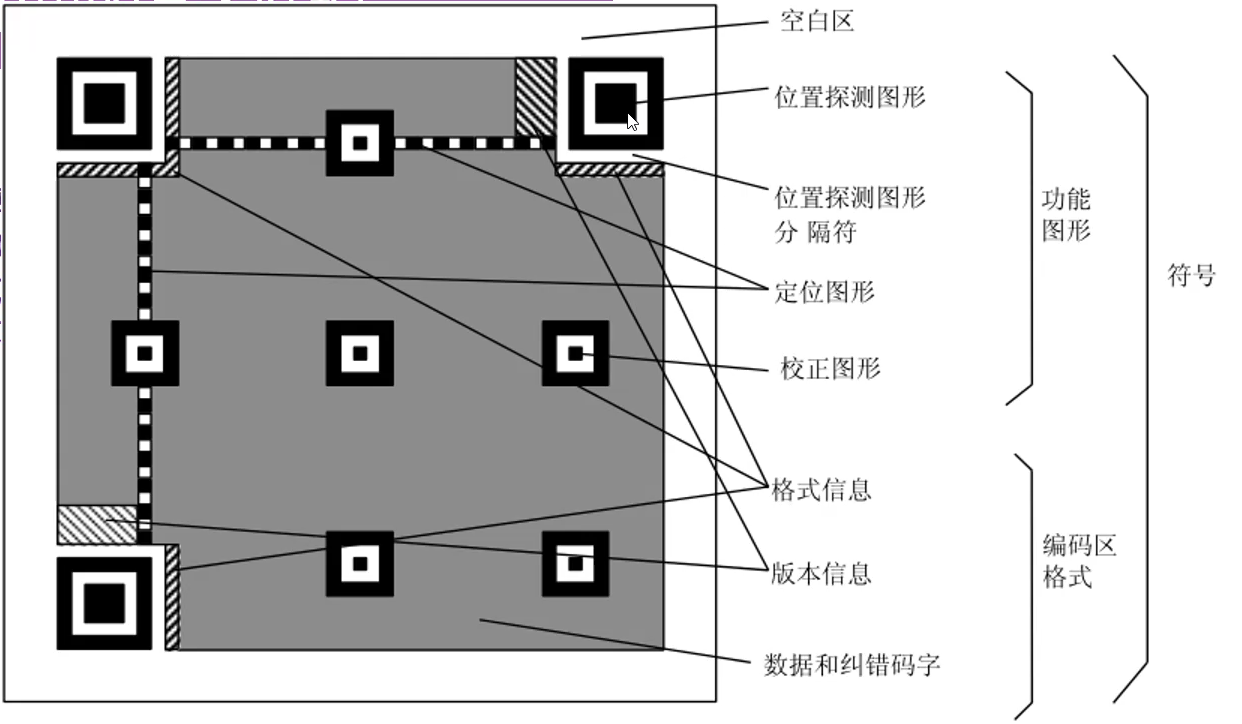 空白区
位置探测图形
位置探测图形
分 隔符
定位图形
校正图形
格式信息
版本信息
数据和纠错码字
功能
图形
编码区
格式
符号